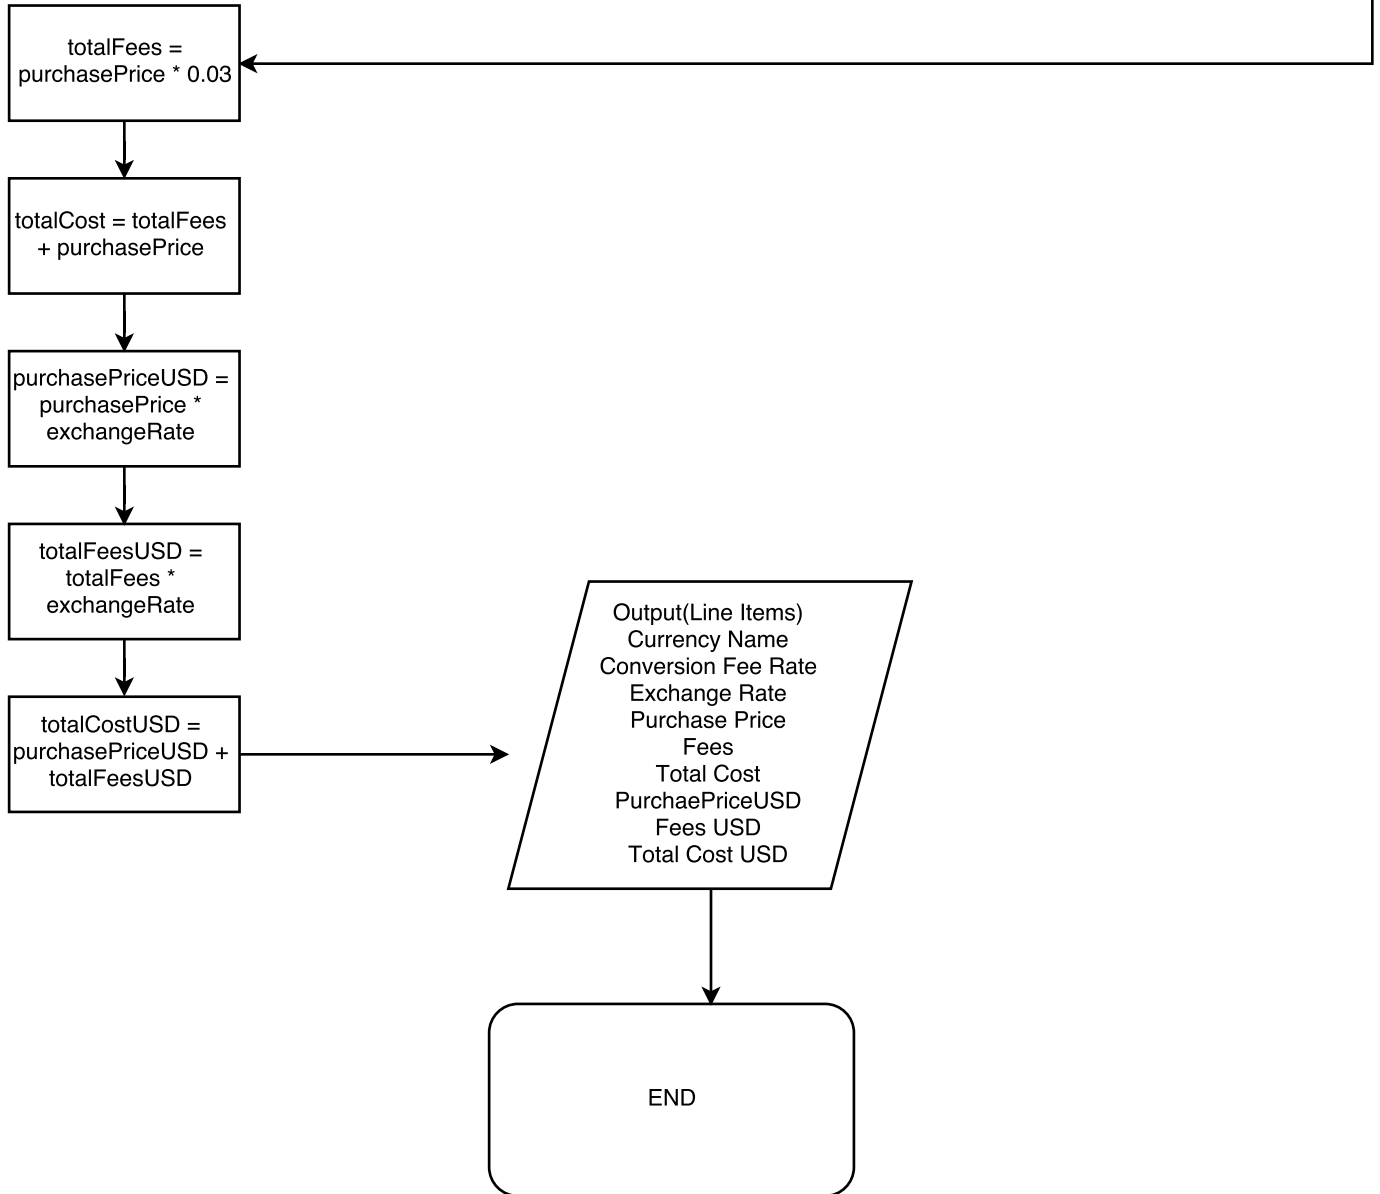 totalFees =
purchasePrice * 0.03
totalCost = totalFees
+ purchasePrice
purchasePriceUSD =
purchasePrice *
exchangeRate
totalFeesUSD =
totalFees *
exchangeRate
totalCostUSD =
purchasePriceUSD +
totalFeesUSD
Output(Line Items)
Currency Name
Conversion Fee Rate
Exchange Rate
Purchase Price
Fees
Total Cost
PurchaePriceUSD
Fees USD
Total Cost USD
END